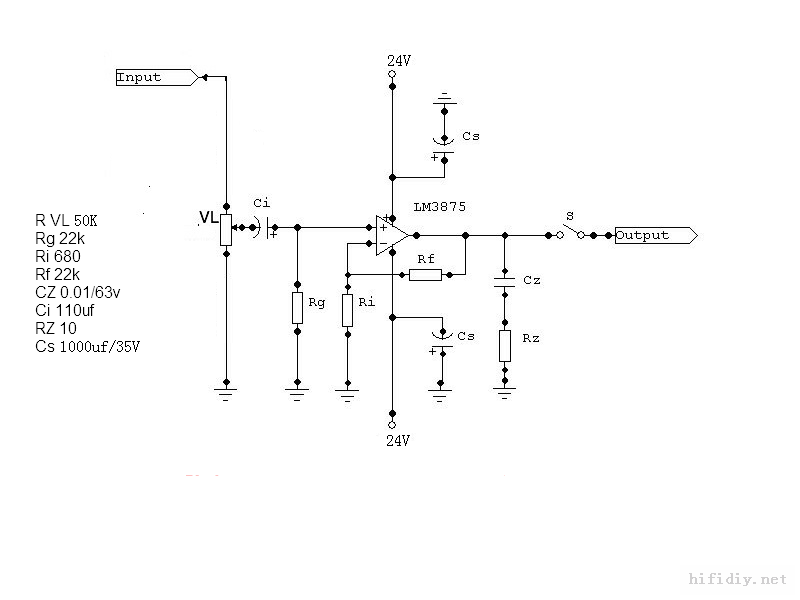 24V
Input
Cs
+
Ci
LM3875
VL
+
+
+
−
S
Output
R VL 50K
Rg 22k
Ri 680
Rf 22k
CZ 0.01/63v
Ci 110uf
RZ 10
Cs 1000uf/35V
Rf
Cz
Rg
Ri
Cs
+
Rz
24V
hifidiy.net